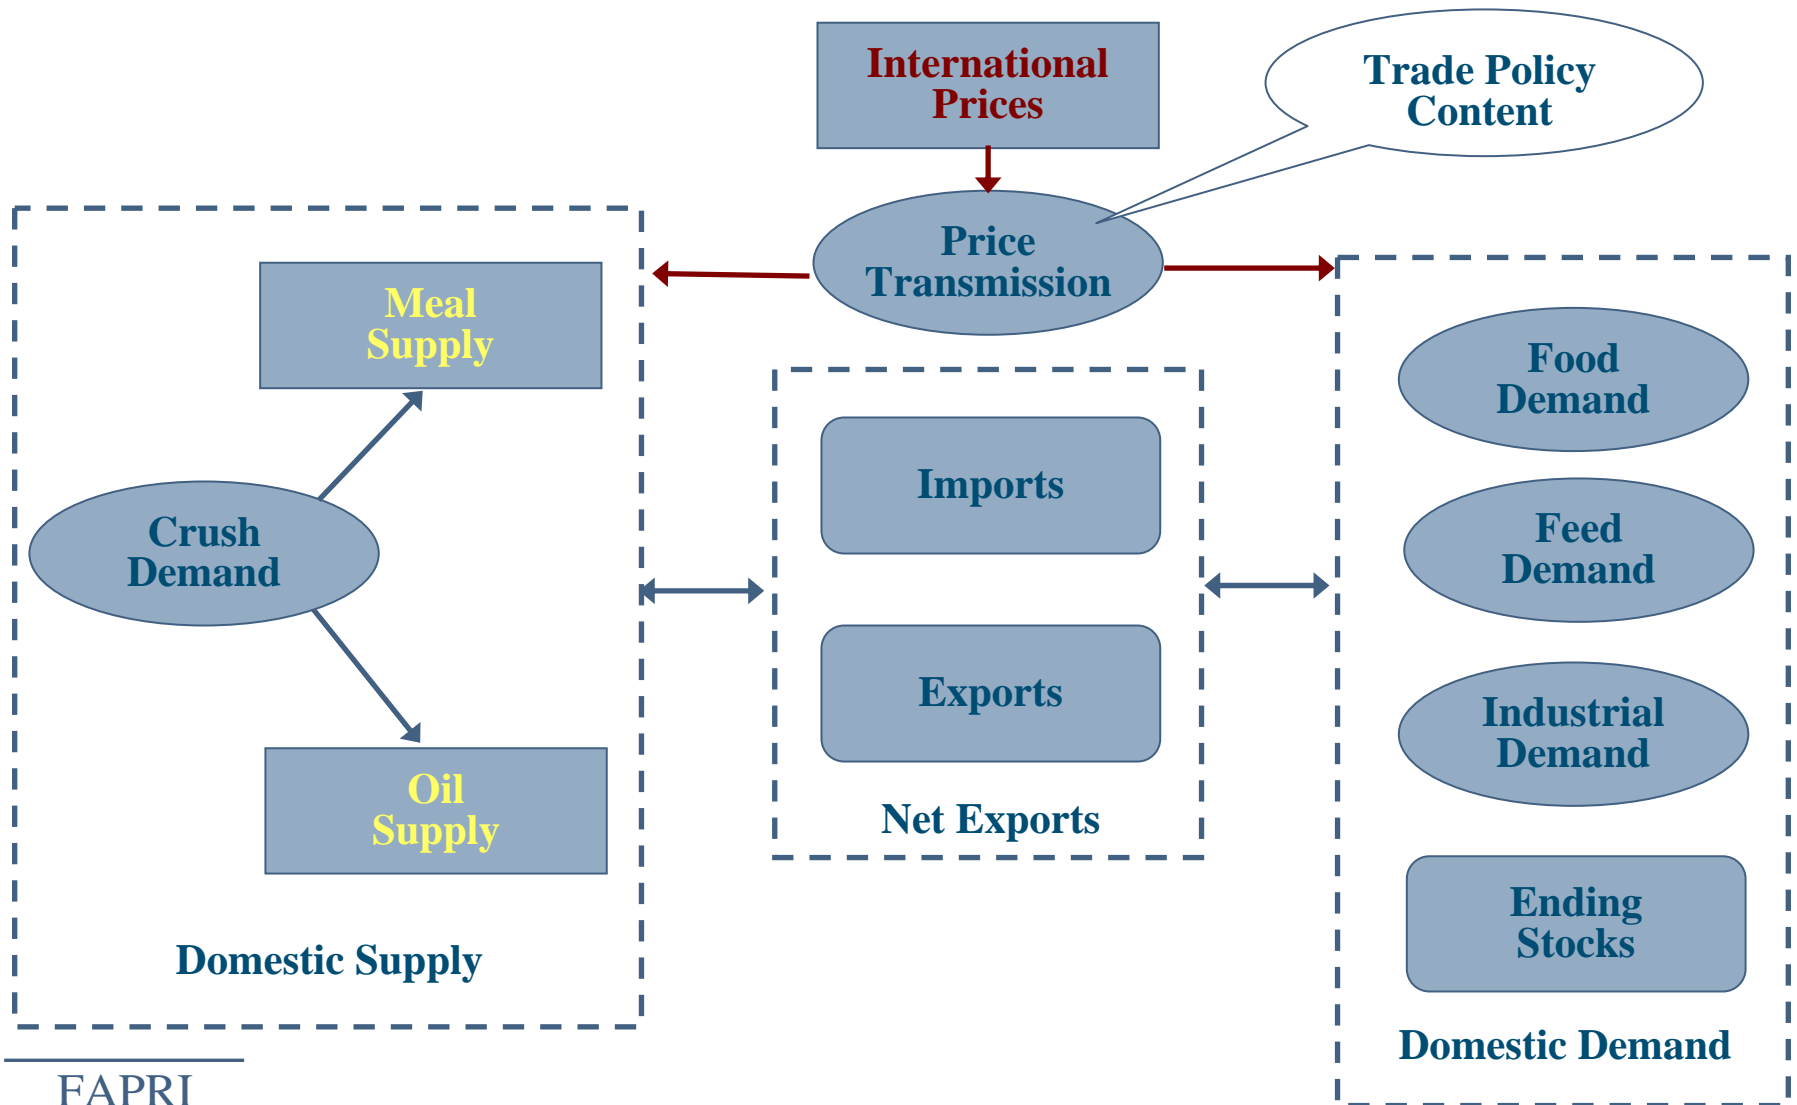 International
Prices
Trade Policy
Content
Price
Transmission
Meal
Supply
Crush
Demand
Oil
Supply
Domestic Supply
Imports
Exports
Net Exports
Food
Demand
Feed
Demand
Industrial
Demand
Ending
Stocks
Domestic Demand
FAPRI